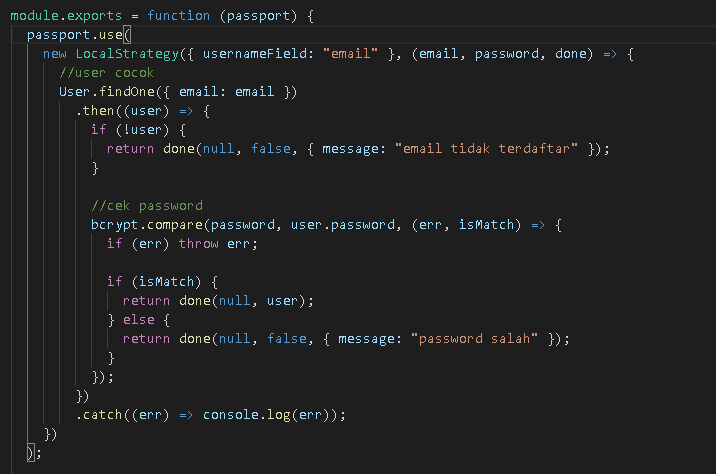 module.exports = function (passport) {
passport.use(
new LocalStrategy({ usernameField: "email" }, (email, password, done) => {
//user cocok
User.findOne({ email: email })
.then((user) => {
if (!user) {
return done(null, false, { message: "email tidak terdaftar" });
}
//cek password
bcrypt.compare(password, user.password, (err, isMatch) => {
if (err) throw err;
if (isMatch) {
return done(null, user);
} else {
return done(null, false, { message: "password salah" });
}
});
})
.catch((err) => console.log(err));
})
);